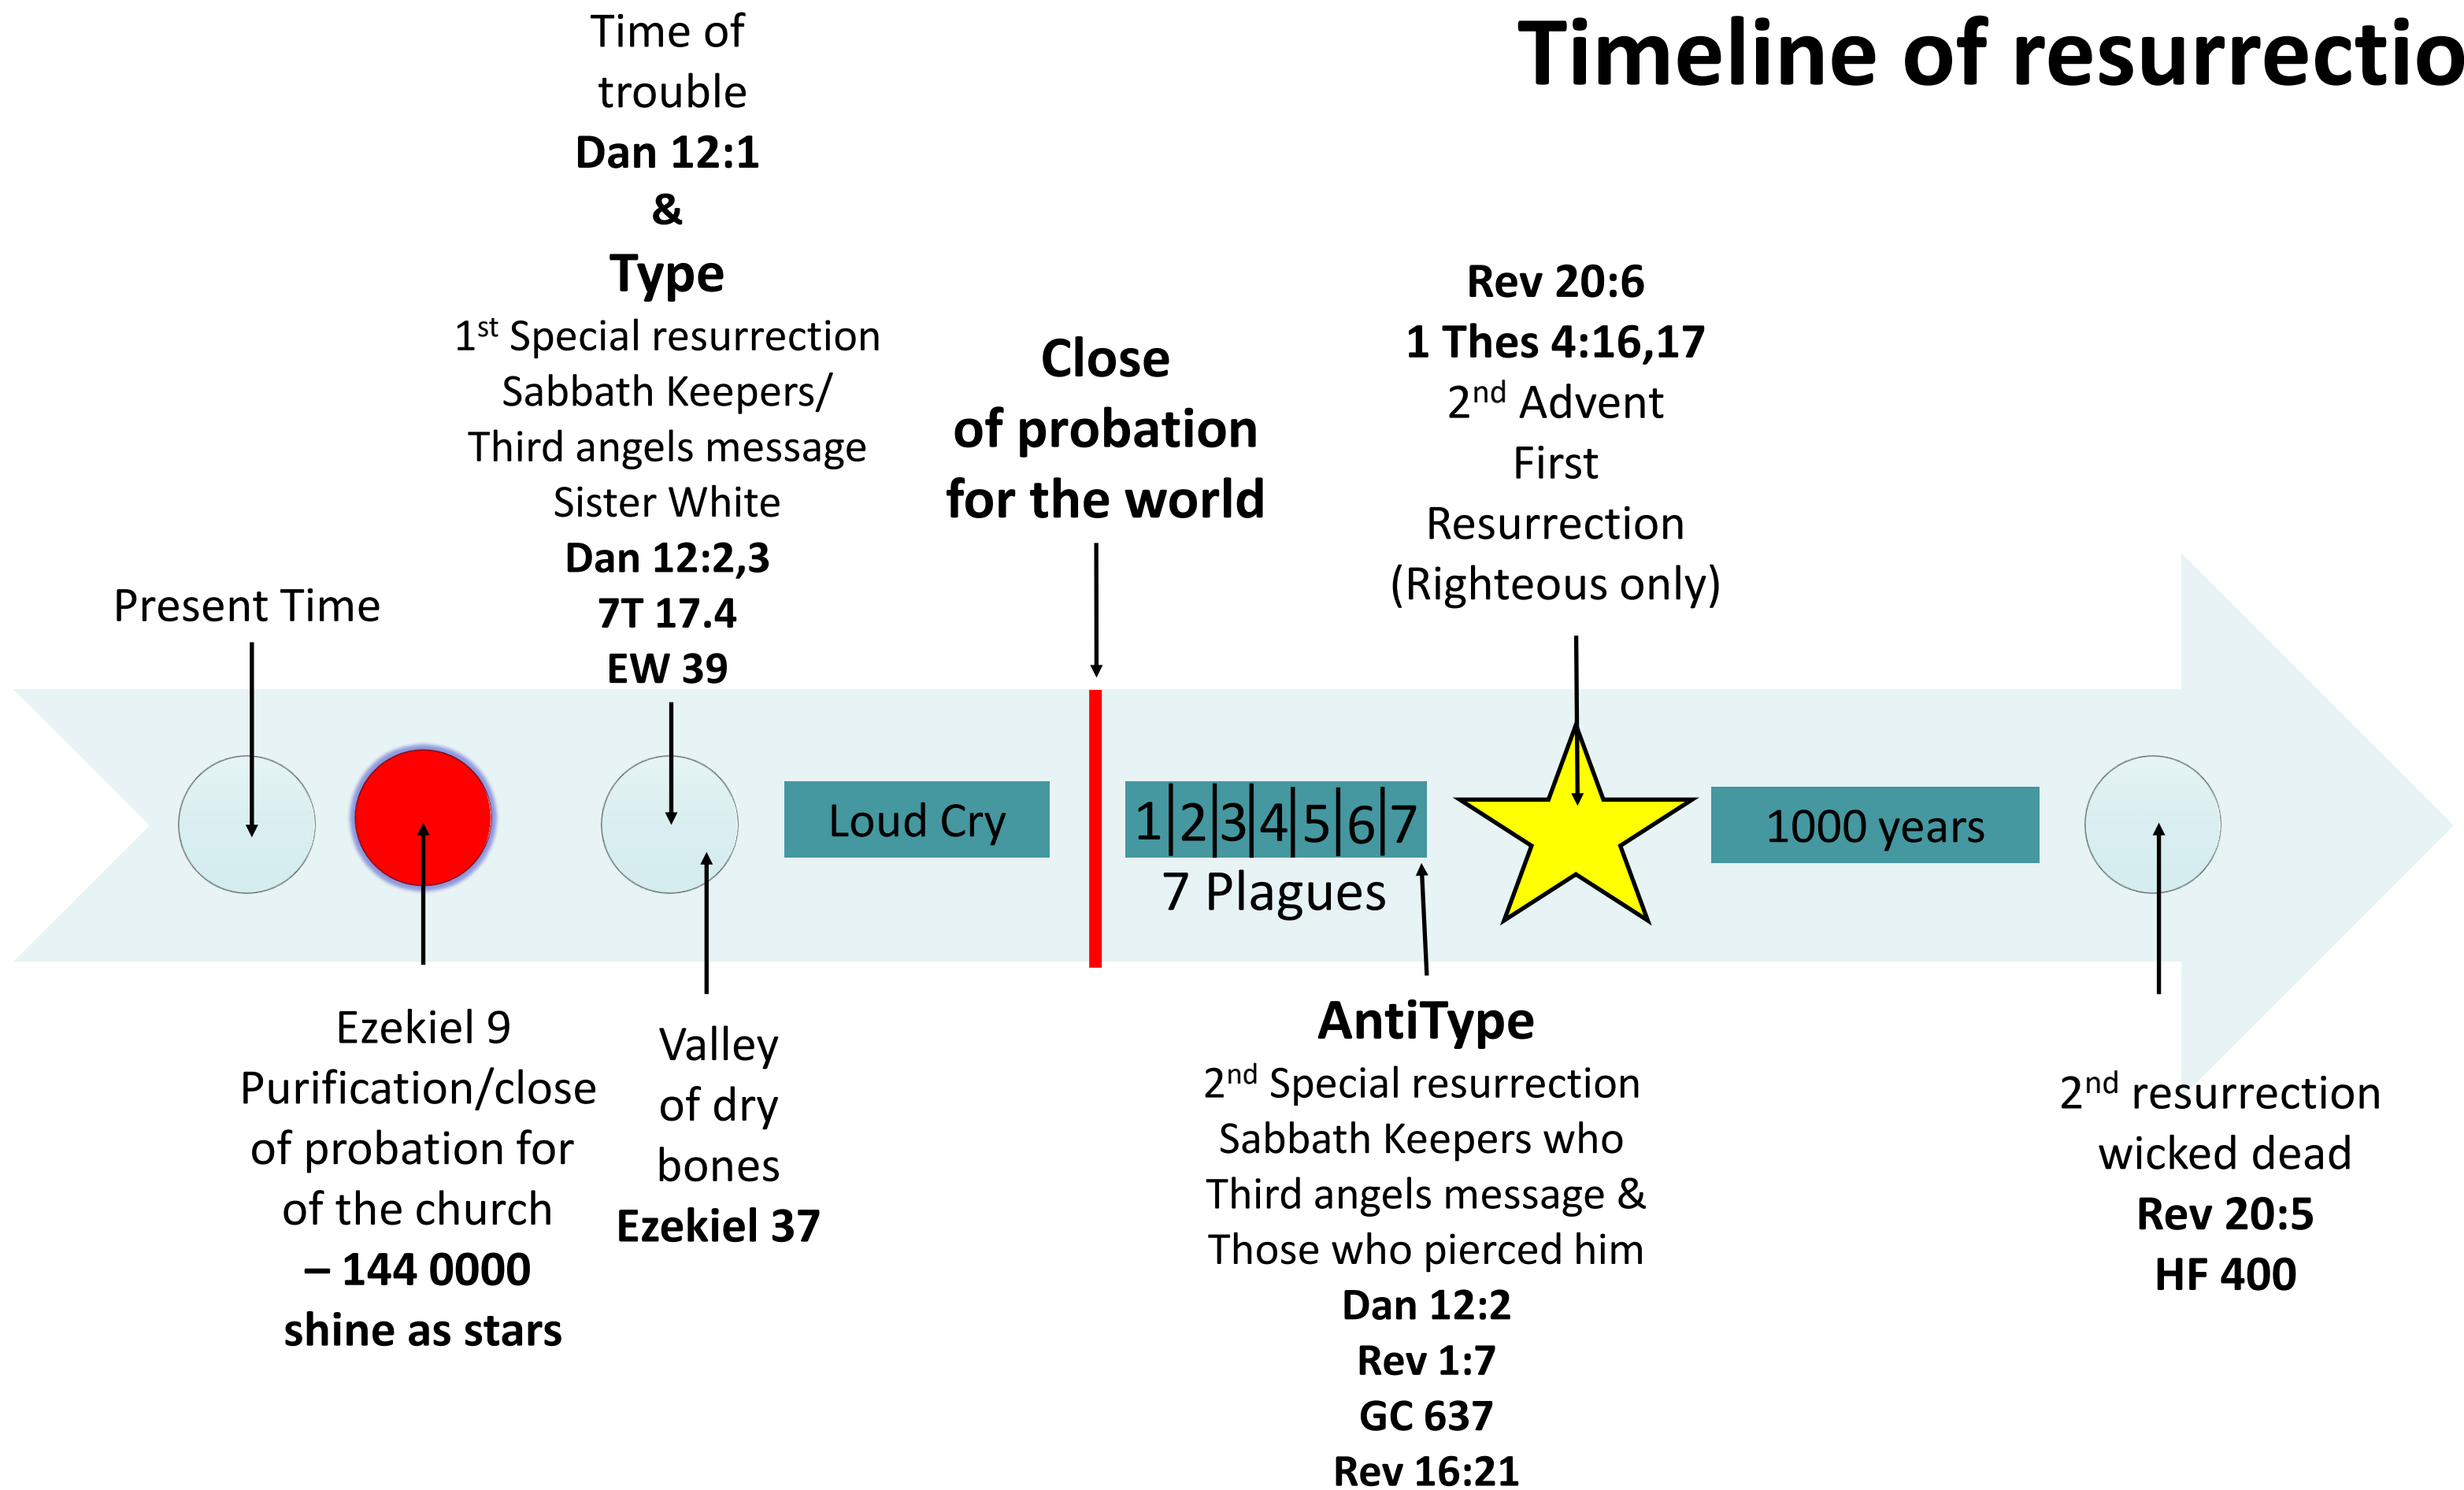 Timeline of resurrectio
Time of
trouble
Dan 12:1
&
Type
1st Special resurrection
Sabbath Keepers/
Third angels message
Sister White
Dan 12:2,3
7T 17.4
EW 39
Present Time
Close
of probation
for the world
Rev 20:6
1 Thes 4:16,17
2nd Advent
First
Resurrection
(Righteous only)
Loud Cry
1|2|3|4|5|6|7
7 Plagues
1000 years
Ezekiel 9
Purification/close
of probation for
of the church
– 144 0000
shine as stars
Valley
of dry
bones
Ezekiel 37
AntiType
2nd Special resurrection
Sabbath Keepers who
Third angels message &
Those who pierced him
Dan 12:2
Rev 1:7
GC 637
Rev 16:21
2nd resurrection
wicked dead
Rev 20:5
HF 400